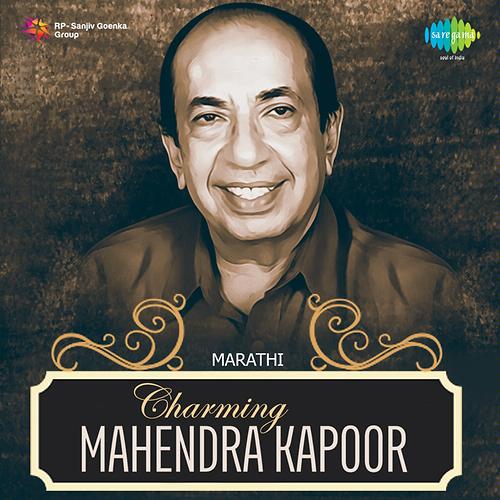 RP- Sanjiv Goenka
Group
saregama
soul of India
MARATHI
Charming
MAHENDRA KAPOOR